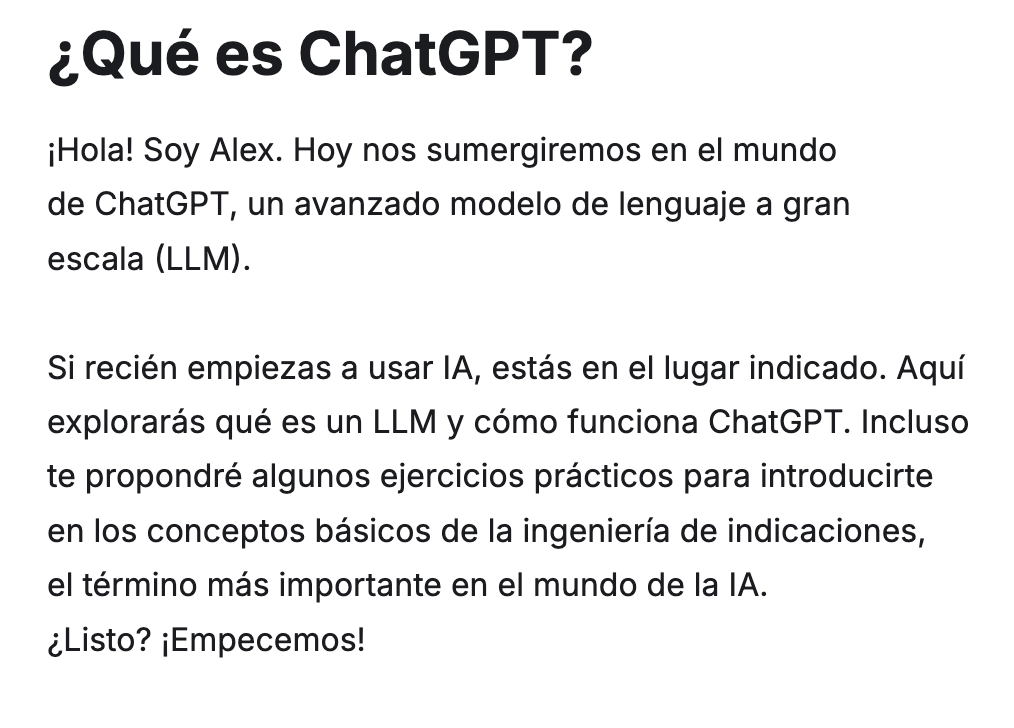 ¿Qué es ChatGPT?
¡Hola! Soy Alex. Hoy nos sumergiremos en el mundo
de ChatGPT, un avanzado modelo de lenguaje a gran
escala (LLM).
Si recién empiezas a usar IA, estás en el lugar indicado. Aquí
explorarás qué es un LLM y cómo funciona ChatGPT. Incluso
te propondré algunos ejercicios prácticos para introducirte
en los conceptos básicos de la ingeniería de indicaciones,
el término más importante en el mundo de la IA.
¿Listo? ¡Empecemos!